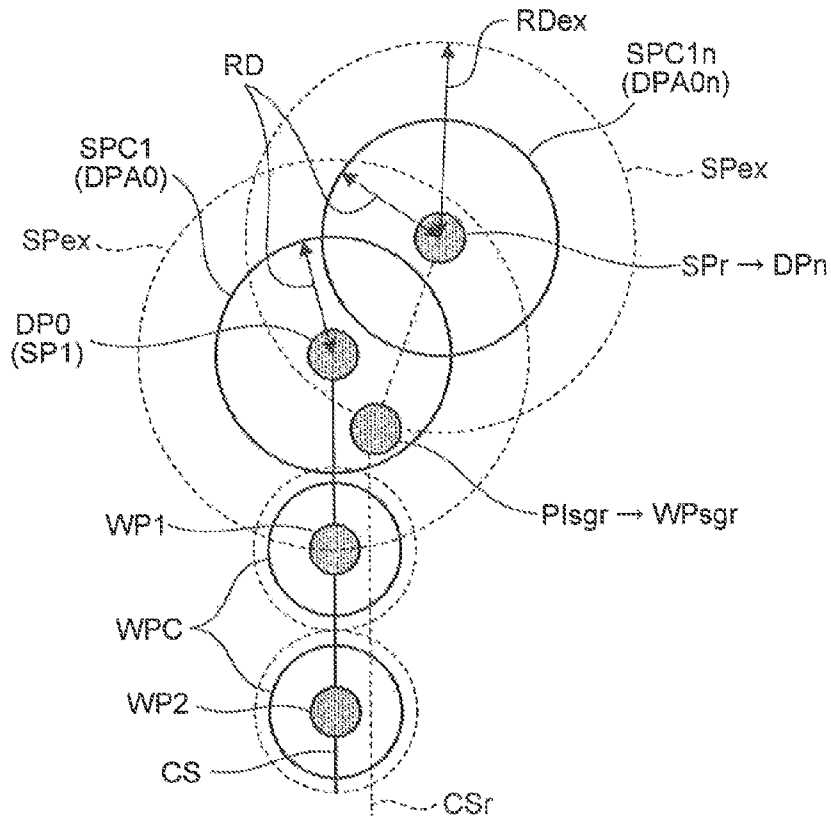 RDex
RD
SPC1n
(DPA0n)
SPC1
(DPA0)
SPex
SPex
SPr → DPn
DP0
(SP1)
WP1
PIsgr → WPsgr
WPC
WP2
CS
CSr